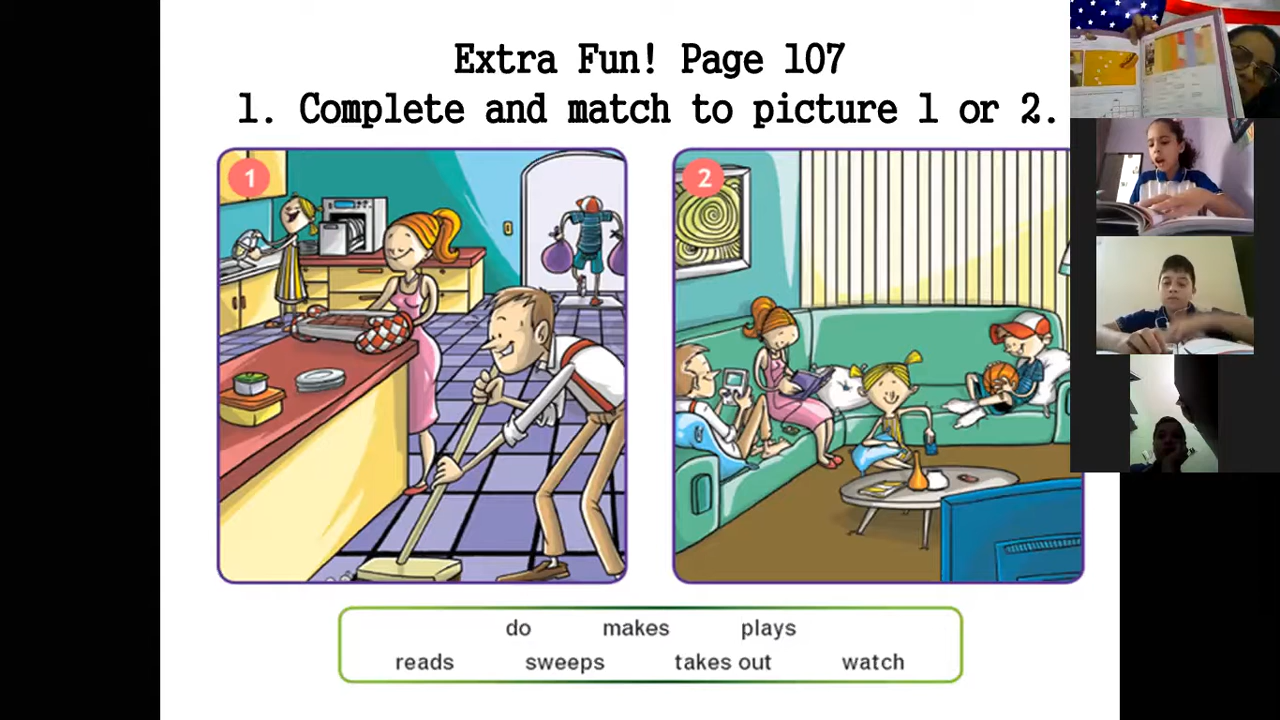 Extra Fun! Page 107
1. Complete and match to picture 1 or 2.
1
2
do makes plays
reads sweeps takes out watch